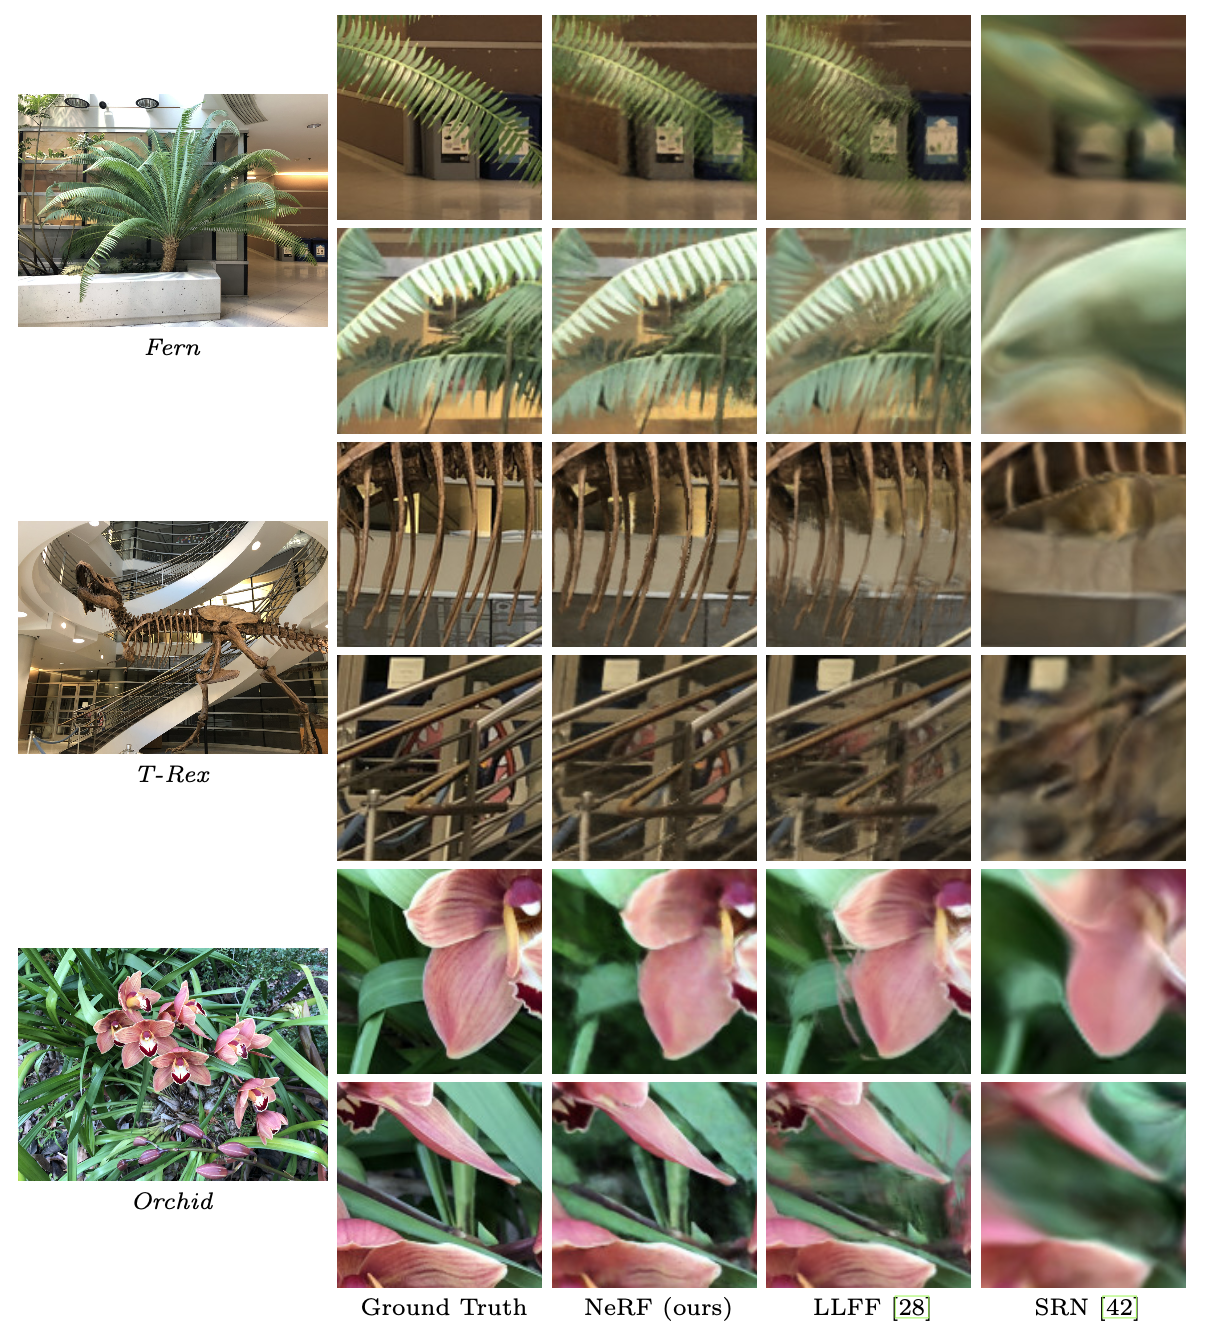 Fern
T-Rex
Orchid
Ground Truth NeRF (ours) LLFF [28] SRN [42]